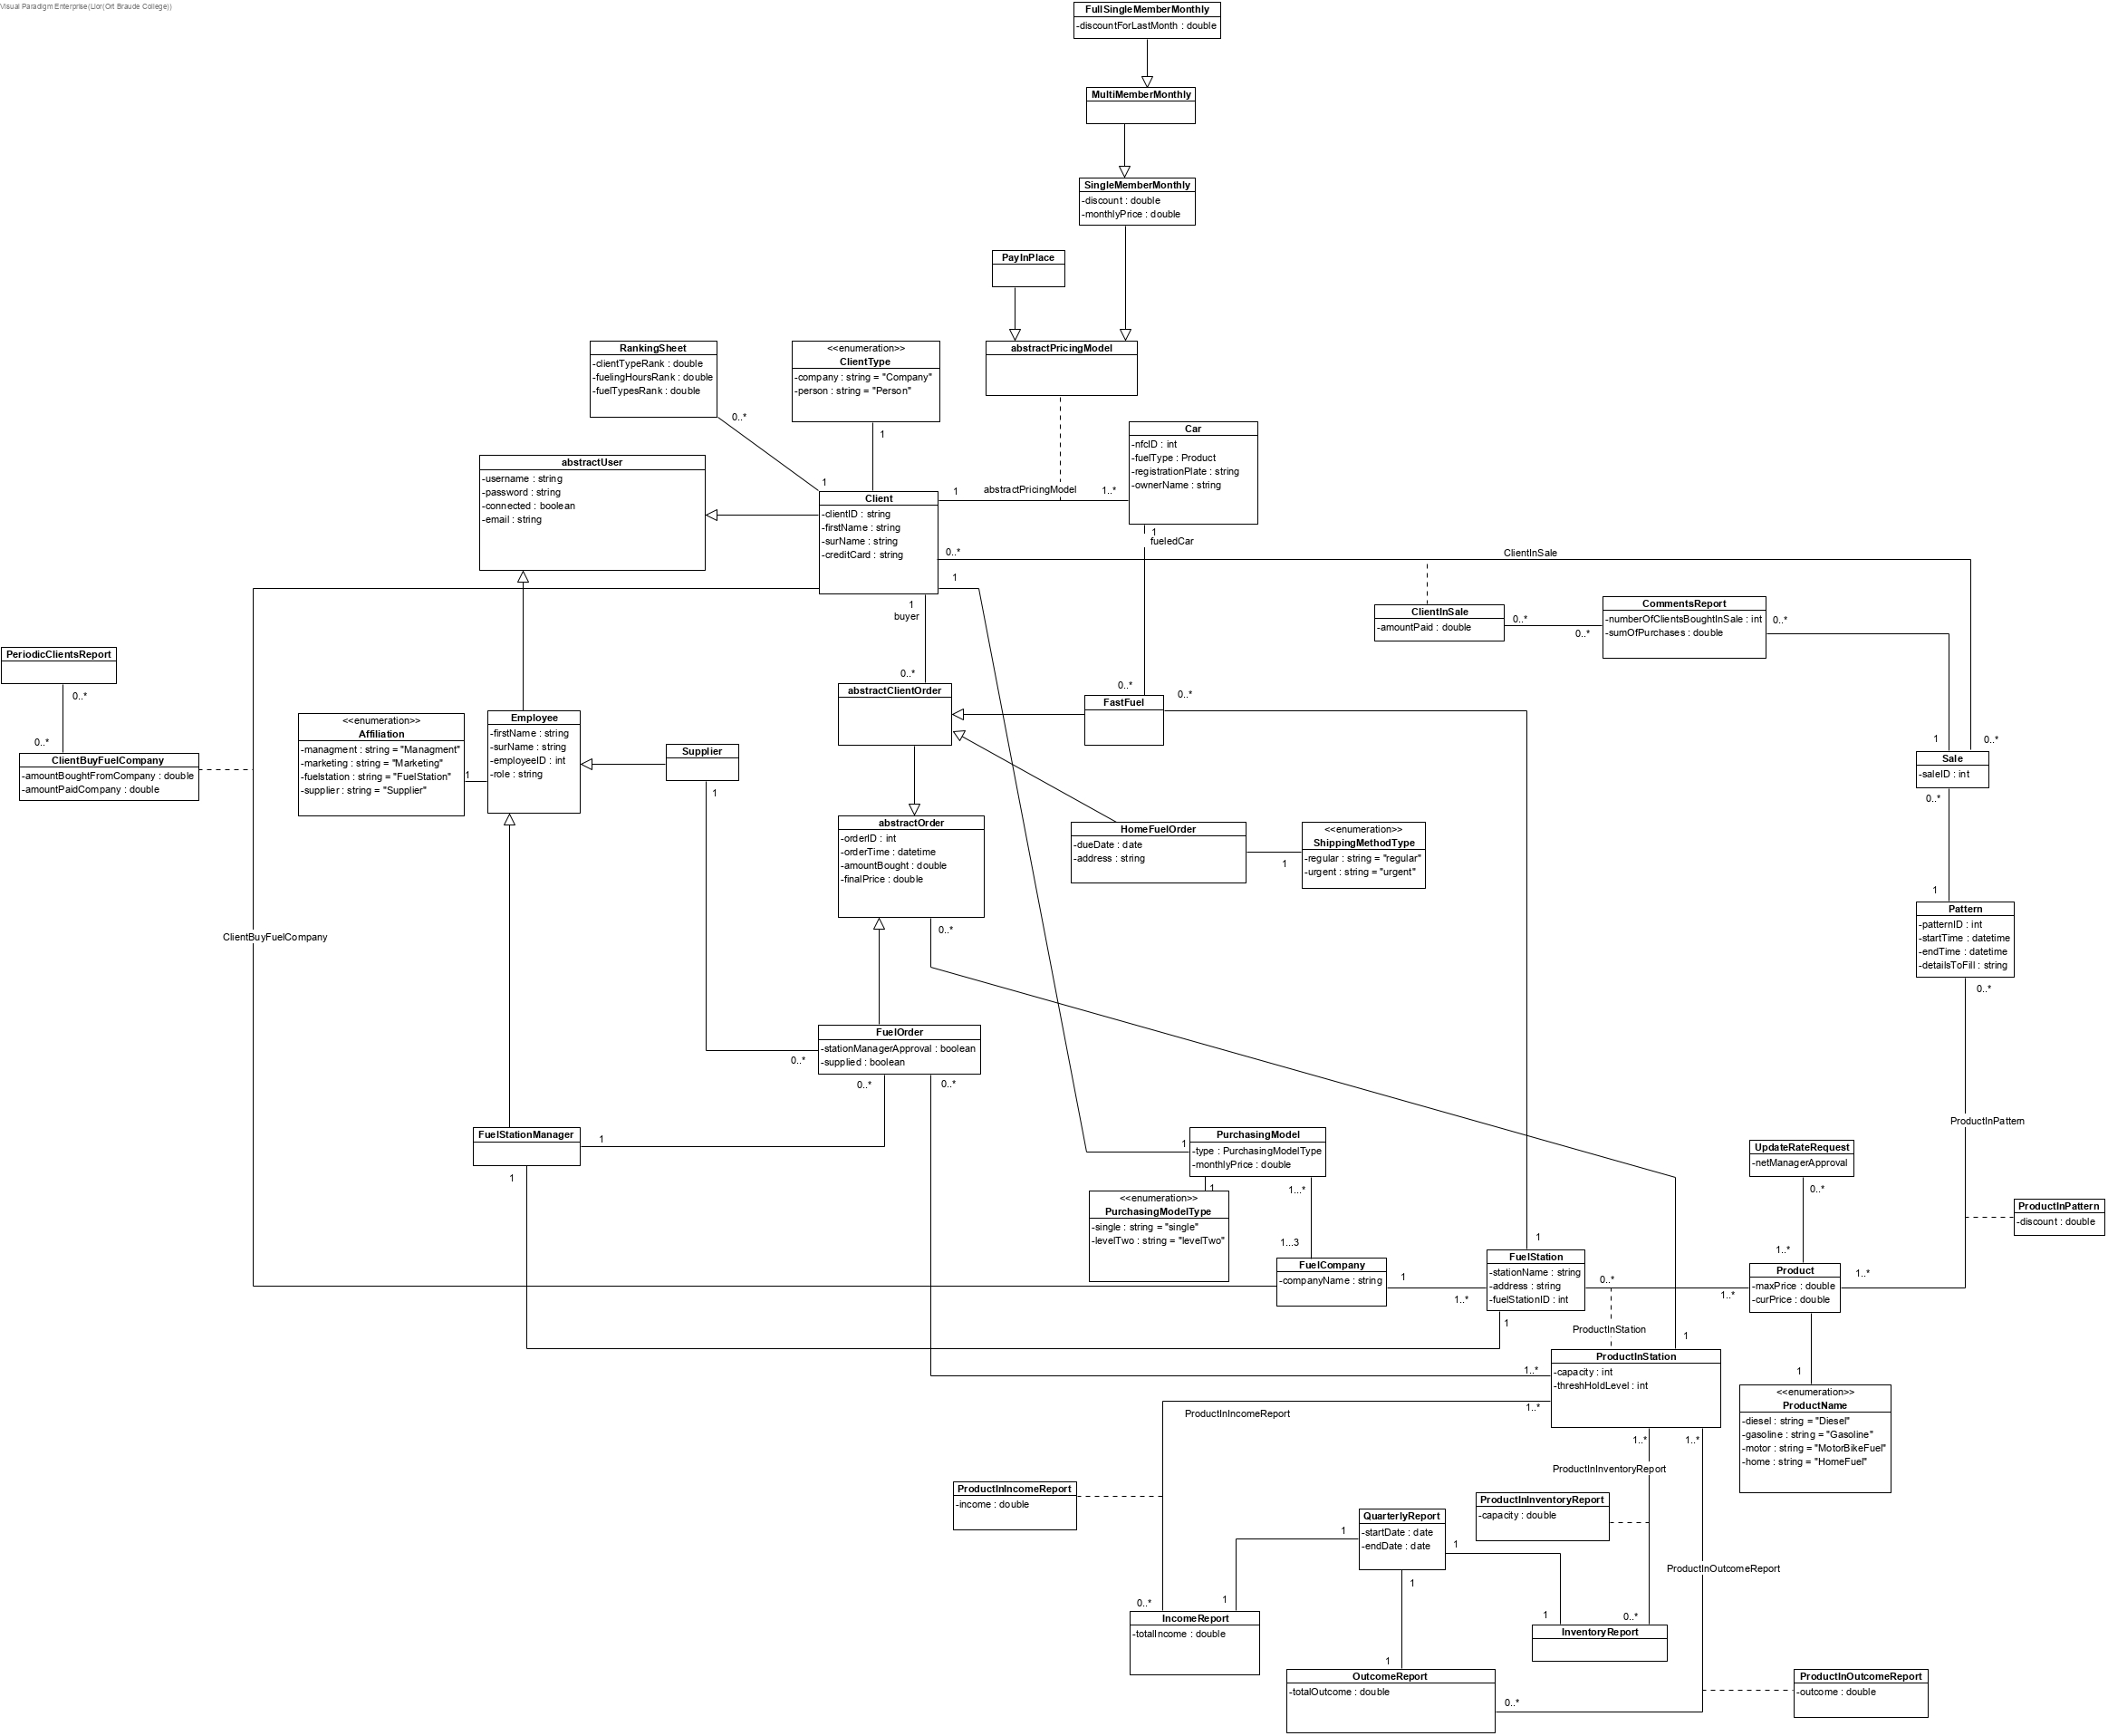 Visual Paradigm Enterprise(Lior(Ort Braude College))
FullSingleMemberMonthly
-discountForLastMonth : double
MultiMemberMonthly
SingleMemberMonthly
-discount : double
-monthlyPrice : double
PayInPlace
abstractPricingModel
RankingSheet
-clientTypeRank : double
-fuelingHoursRank : double
-fuelTypesRank : double
0..*
<<enumeration>>
ClientType
-company : string = "Company"
-person : string = "Person"
1
Car
-nfcID : int
-fuelType : Product
-registrationPlate : string
-ownerName : string
abstractUser
-username : string
-password : string
-connected : boolean
-email : string
1
Client
-clientID : string
-firstName : string
-surName : string
-creditCard : string
1
abstractPricingModel
1..*
1
fueledCar
0..*
ClientInSale
1
1
buyer
0..*
ClientInSale
-amountPaid : double
0..*
0..*
CommentsReport
-numberOfClientsBoughtInSale : int
-sumOfPurchases : double
0..*
PeriodicClientsReport
0..*
0..*
ClientBuyFuelCompany
-amountBoughtFromCompany : double
-amountPaidCompany : double
<<enumeration>>
Affiliation
-managment : string = "Managment"
-marketing : string = "Marketing"
-fuelstation : string = "FuelStation"
-supplier : string = "Supplier"
1
Employee
-firstName : string
-surName : string
-employeeID : int
-role : string
Supplier
1
abstractClientOrder
0..*
FastFuel
0..*
1
0..*
Sale
-saleID : int
0..*
abstractOrder
-orderID : int
-orderTime : datetime
-amountBought : double
-finalPrice : double
0..*
HomeFuelOrder
-dueDate : date
-address : string
1
<<enumeration>>
ShippingMethodType
-regular : string = "regular"
-urgent : string = "urgent"
1
Pattern
-patternID : int
-startTime : datetime
-endTime : datetime
-detailsToFill : string
0..*
ClientBuyFuelCompany
FuelOrder
-stationManagerApproval : boolean
-supplied : boolean
0..*
0..*
0..*
FuelStationManager
1
1
PurchasingModel
-type : PurchasingModelType
-monthlyPrice : double
1
1
1...*
<<enumeration>>
PurchasingModelType
-single : string = "single"
-levelTwo : string = "levelTwo"
1...3
FuelCompany
-companyName : string
1
1..*
1
FuelStation
-stationName : string
-address : string
-fuelStationID : int
1
0..*
1..*
ProductInPattern
UpdateRateRequest
-netManagerApproval
0..*
1..*
ProductInPattern
-discount : double
Product
-maxPrice : double
-curPrice : double
1..*
ProductInStation
1
1
ProductInStation
-capacity : int
-threshHoldLevel : int
1..*
1..*
1..*
1..*
<<enumeration>>
ProductName
-diesel : string = "Diesel"
-gasoline : string = "Gasoline"
-motor : string = "MotorBikeFuel"
-home : string = "HomeFuel"
ProductInIncomeReport
ProductInInventoryReport
ProductInIncomeReport
-income : double
ProductInInventoryReport
-capacity : double
QuarterlyReport
-startDate : date
-endDate : date
1
1
1
ProductInOutcomeReport
0..*
1
IncomeReport
-totalIncome : double
1
0..*
InventoryReport
1
OutcomeReport
-totalOutcome : double
0..*
ProductInOutcomeReport
-outcome : double